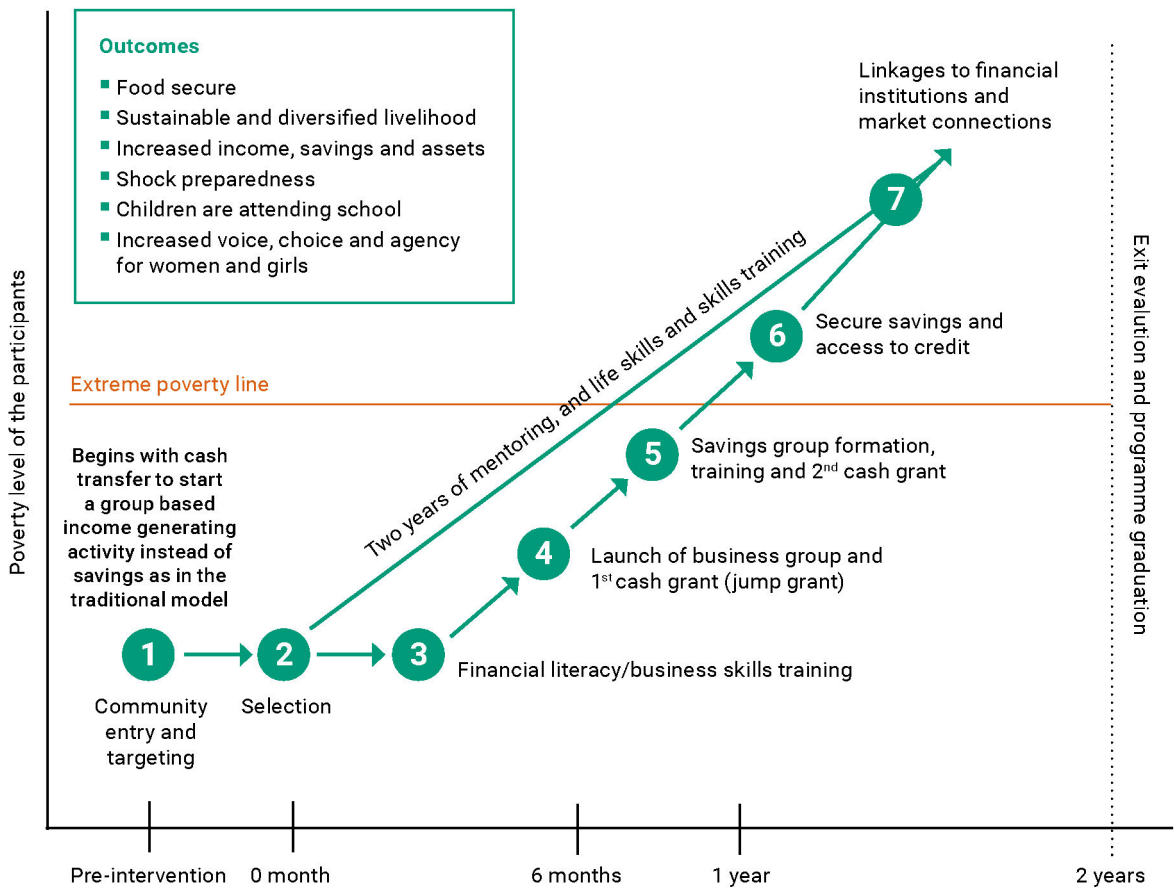 Outcomes
Food secure
Sustainable and diversified livelihood
Increased income, savings and assets
Shock preparedness
Children are attending school
Increased voice, choice and agency
for women and girls
Linkages to financial
institutions and
market connections
7
Two years of mentoring, and life skills and skills training
6
Secure savings and
access to credit
Extreme poverty line
Begins with cash
transfer to start
a group based
income generating
activity instead of
savings as in the
traditional model
5
Savings group formation,
training and 2nd cash grant
4
Launch of business group and
1st cash grant (jump grant)
1
2
3
Financial literacy/business skills training
Community
entry and
targeting
Selection
Poverty level of the participants
Exit evalution and programme graduation
Pre-intervention
0 month
6 months
1 year
2 years